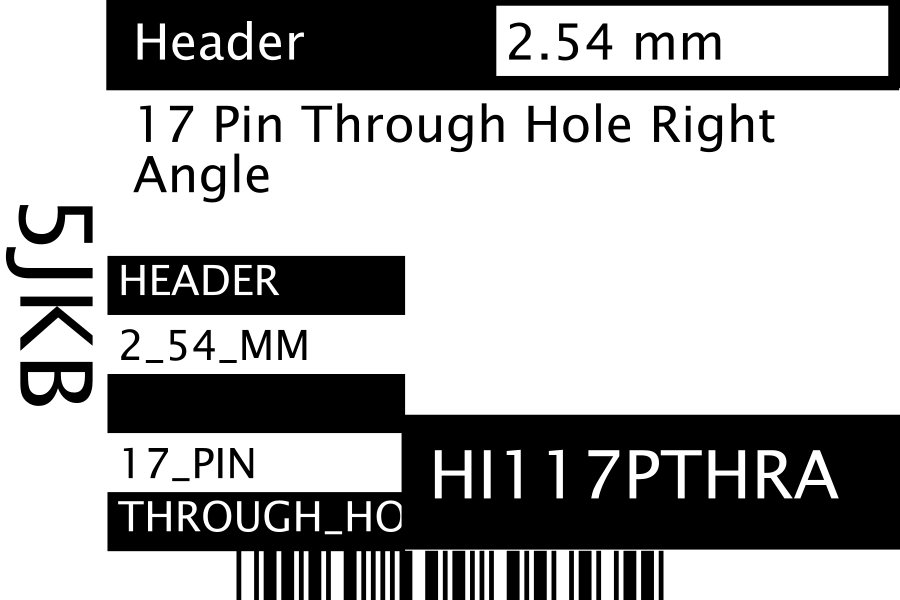 Header
2.54 mm
17 Pin Through Hole Right
Angle
5JKB
HEADER
2_54_MM
17_PIN
THROUGH_HO
HI117PTHRA